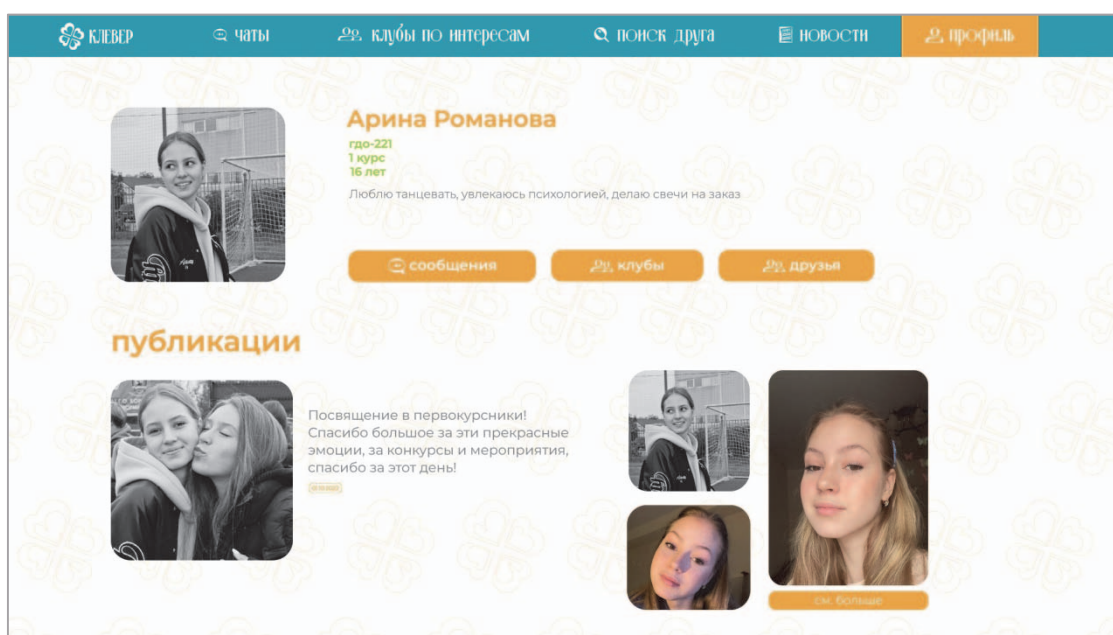 КЛЕВЕР
чаты
клубы по интересам
поиск друга
новости
профиль
Арина Романова
гдо-221
1 курс
16 лет
Люблю танцевать, увлекаюсь психологией, делаю свечи на заказ
сообщения
клубы
друзья
публикации
Посвящение в первокурсники!
Спасибо большое за эти прекрасные
эмоции, за конкурсы и мероприятия,
спасибо за этот день!
см. больше